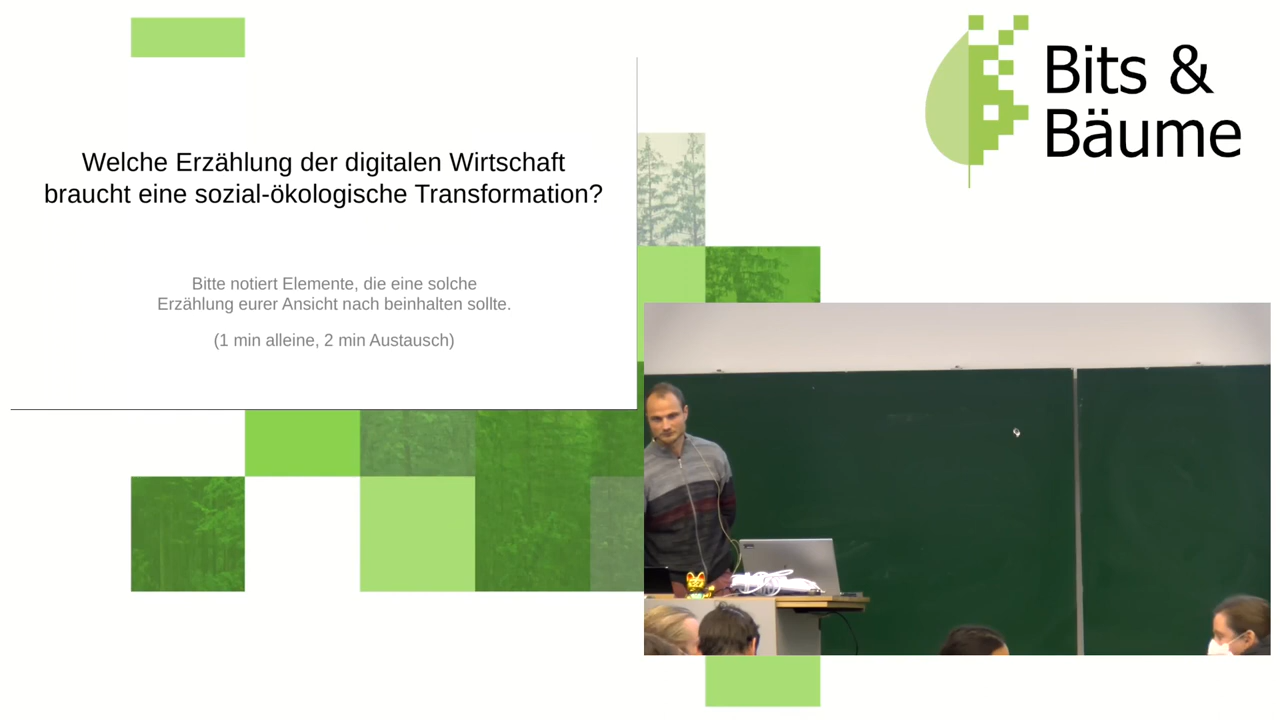 Bits &
Bäume
Welche Erzählung der digitalen Wirtschaft
braucht eine sozial-ökologische Transformation?
Bitte notiert Elemente, die eine solche
Erzählung eurer Ansicht nach beinhalten sollte.
(1 min alleine, 2 min Austausch)